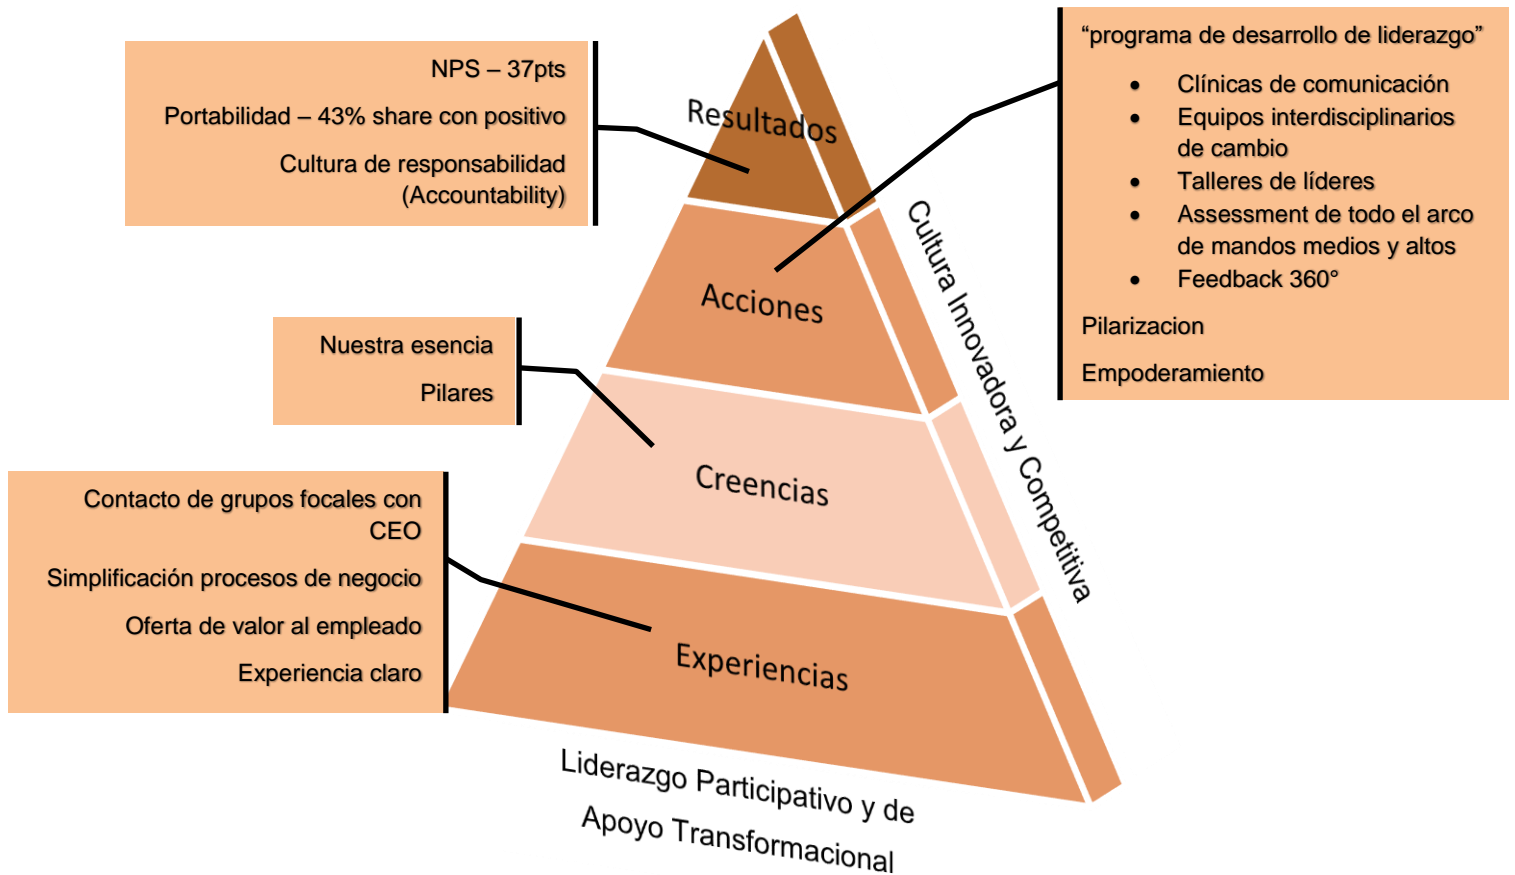 NPS – 37pts
Portabilidad – 43% share con positivo
Cultura de responsabilidad
(Accountability)
“programa de desarrollo de liderazgo”
• Clínicas de comunicación
• Equipos interdisciplinarios
de cambio
• Talleres de líderes
• Assessment de todo el arco
de mandos medios y altos
• Feedback 360°
Pilarizacion
Empoderamiento
Resultados
Acciones
Nuestra esencia
Pilares
Creencias
Contacto de grupos focales con
CEO
Simplificación procesos de negocio
Oferta de valor al empleado
Experiencia claro
Experiencias
Cultura Innovadora y Competitiva
Liderazgo Participativo y de
Apoyo Transformacional